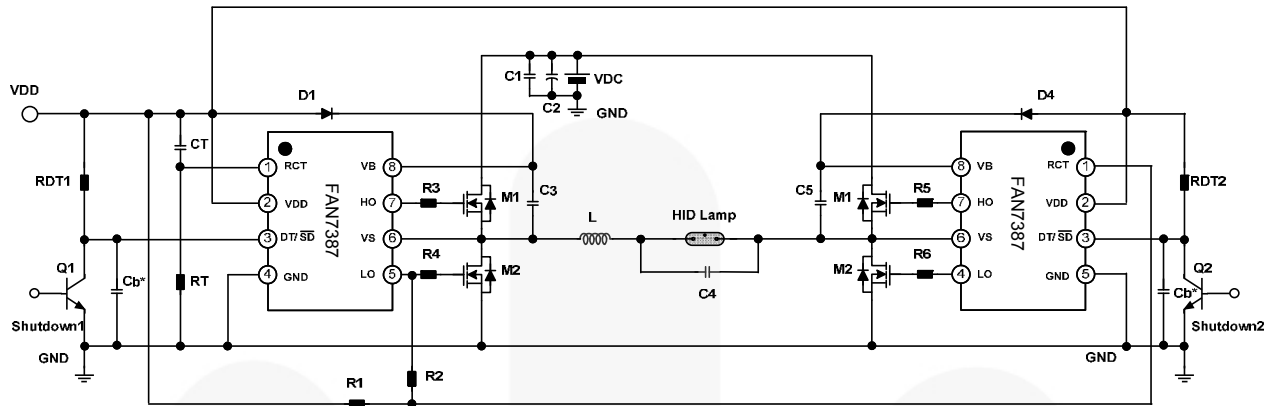 VDD
D1
C1
C2
VDC
GND
D4
CT
RDT1
1
RCT
VB
8
2
VDD
HO
7
3
DT/SD
VS
6
4
GND
LO
5
FAN7387
R3
M1
C3
R4
M2
L
HID Lamp
C4
C5
M1
R5
M2
R6
8
VB
RCT
1
7
HO
VDD
2
6
VS
DT/SD
3
4
LO
GND
5
FAN7387
RDT2
Q1
Cb*
RT
Shutdown1
GND
Q2
Cb*
Shutdown2
GND
R1
R2